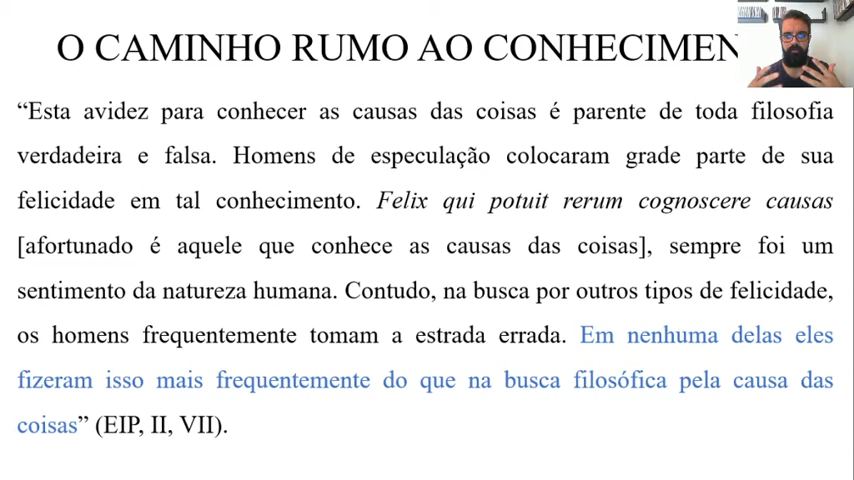 O CAMINHO RUMO AO CONHECIMEN
“Esta avidez para conhecer as causas das coisas é parente de toda filosofia
verdadeira e falsa. Homens de especulação colocaram grade parte de sua
felicidade em tal conhecimento. Felix qui potuit rerum cognoscere causas
[afortunado é aquele que conhece as causas das coisas], sempre foi um
sentimento da natureza humana. Contudo, na busca por outros tipos de felicidade,
os homens frequentemente tomam a estrada errada. Em nenhuma delas eles
fizeram isso mais frequentemente do que na busca filosófica pela causa das
coisas” (EIP, II, VII).